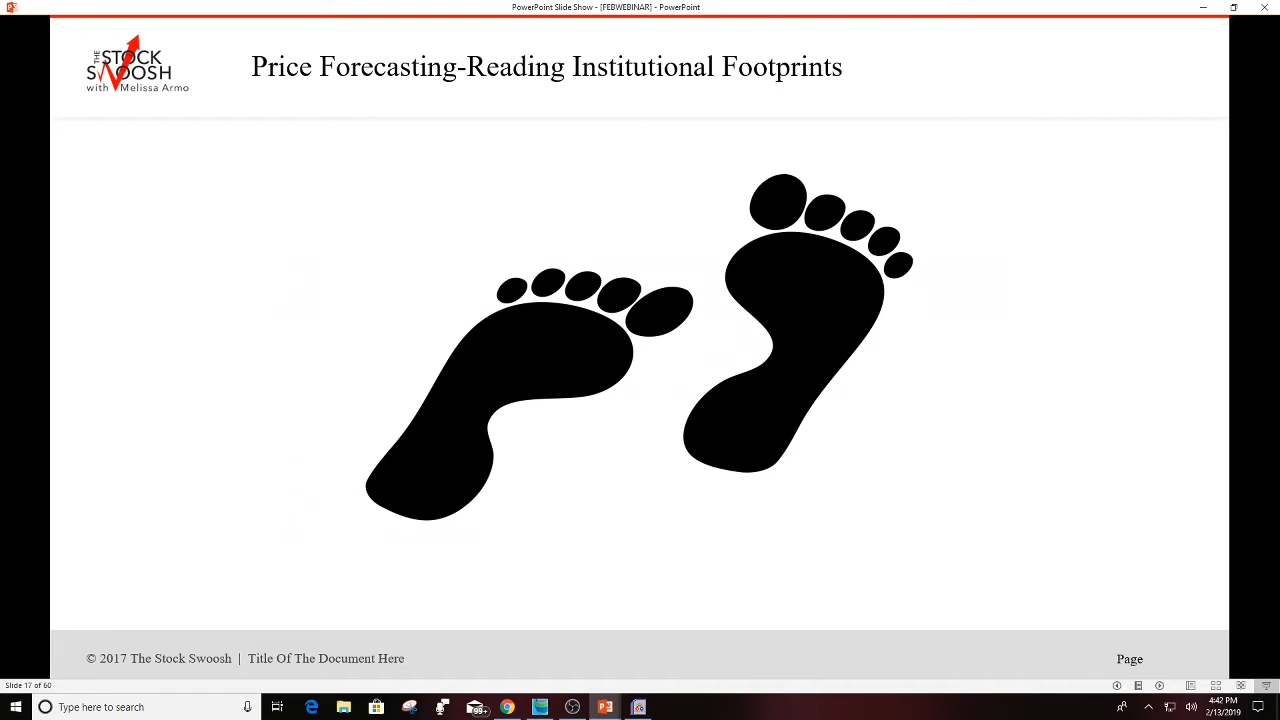 PowerPoint Slide Show - [FEBWEBINAR] - PowerPoint
THE STOCK
SWOOSH
with Melissa Armo
Price Forecasting-Reading Institutional Footprints
© 2017 The Stock Swoosh | Title Of The Document Here
Page
Slide 17 of 60
Type here to search
99+
4:42 PM
2/13/2019